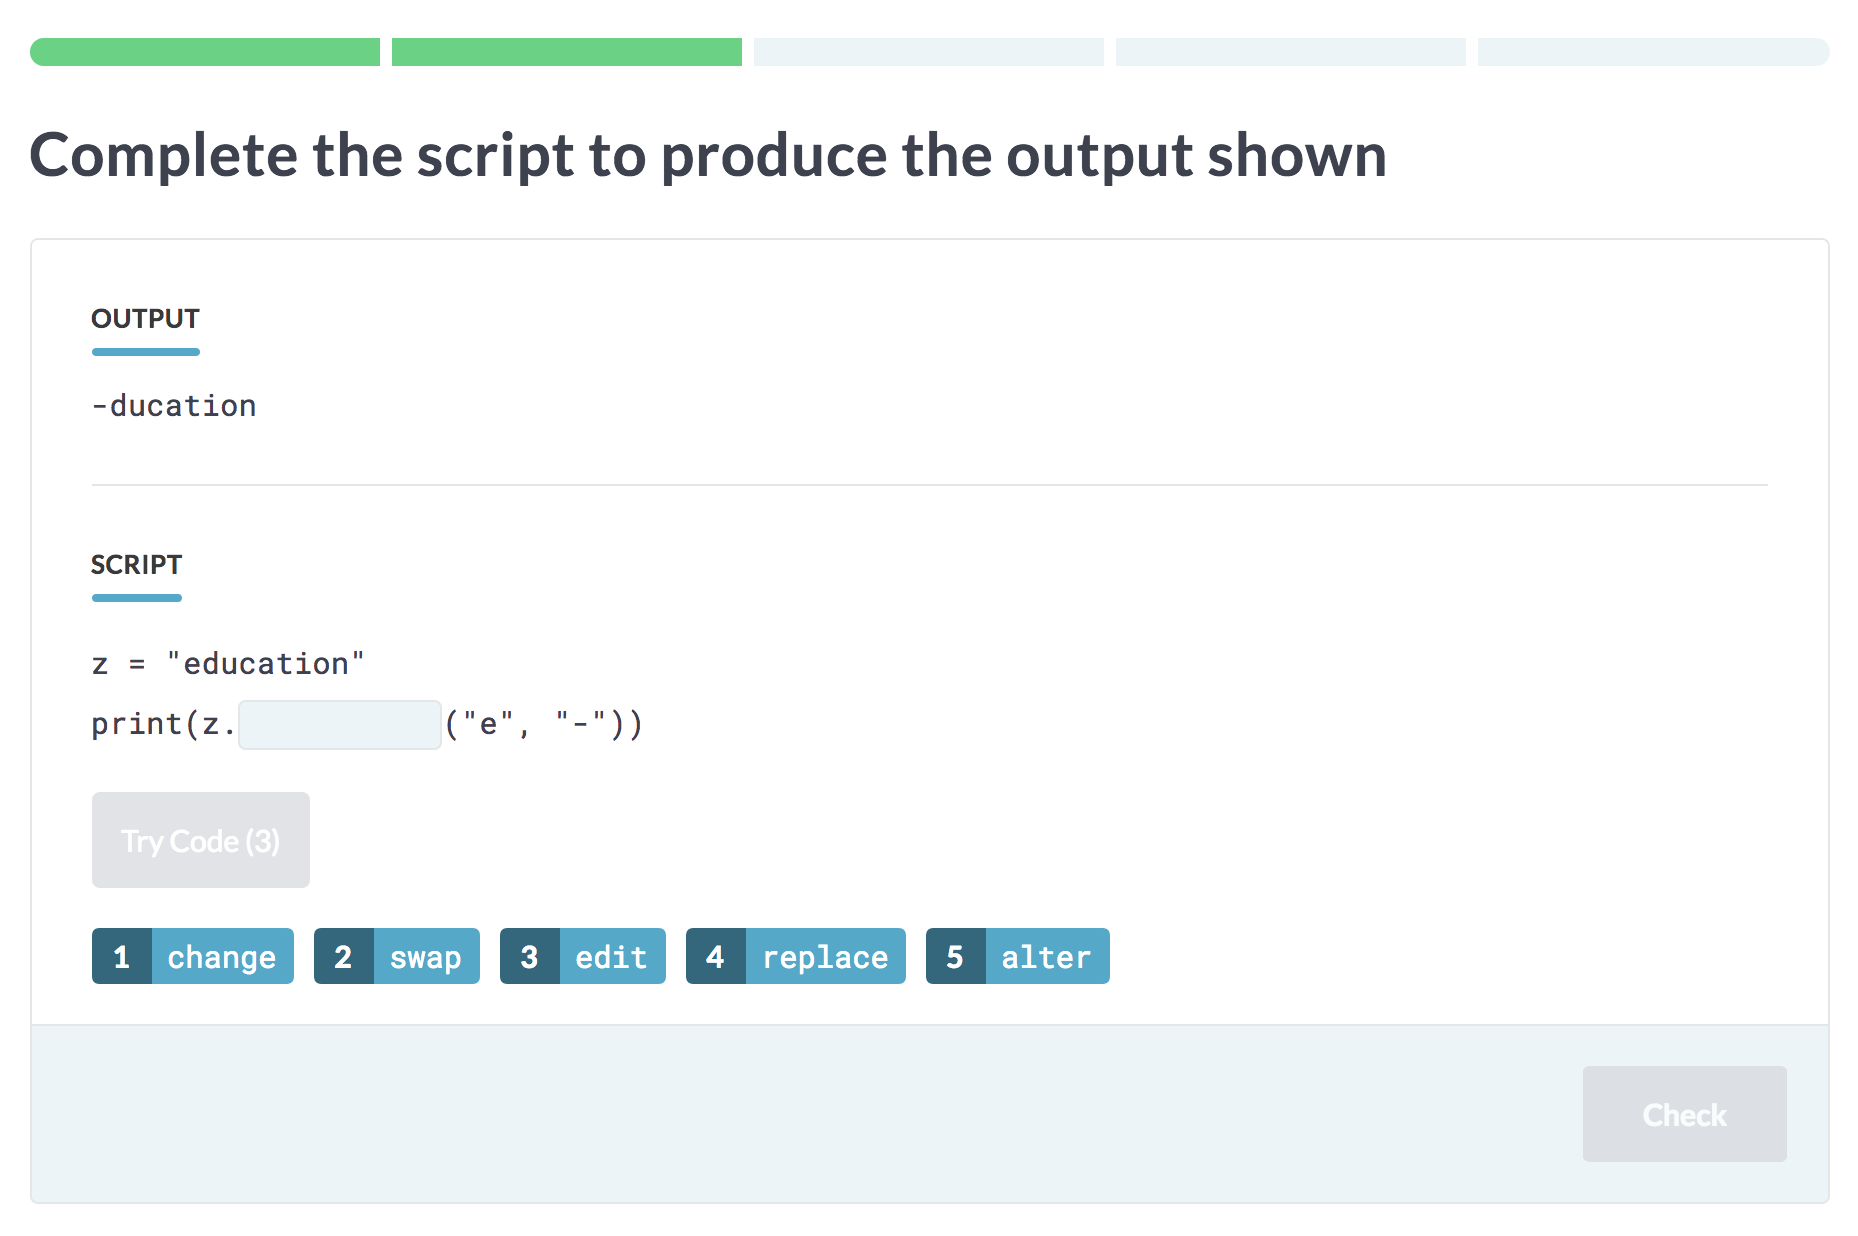 Complete the script to produce the output shown
OUTPUT
-ducation
SCRIPT
z = "education"
print(z. ("e", "-"))
Try Code (3)
1 change 2 swap 3 edit 4 replace 5 alter
Check